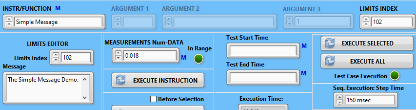 INSTR/FUNCTION M ARGUMENT 1 ARGUMENT 2 ARGUMENT 3 LIMITS INDEX
Simple Message M 102
LIMITS EDITOR
Limits Index 102
Message
The Simple Message Demo.
MEASUREMENTS Num-DATA In Range
0.018 M
EXECUTE INSTRUCTION
Before Selection
Test Start Time
M
Test End Time
Execution Time:
EXECUTE SELECTED
EXECUTE ALL
Test Case Execution
Seq. Execution: Step Time
150 msec